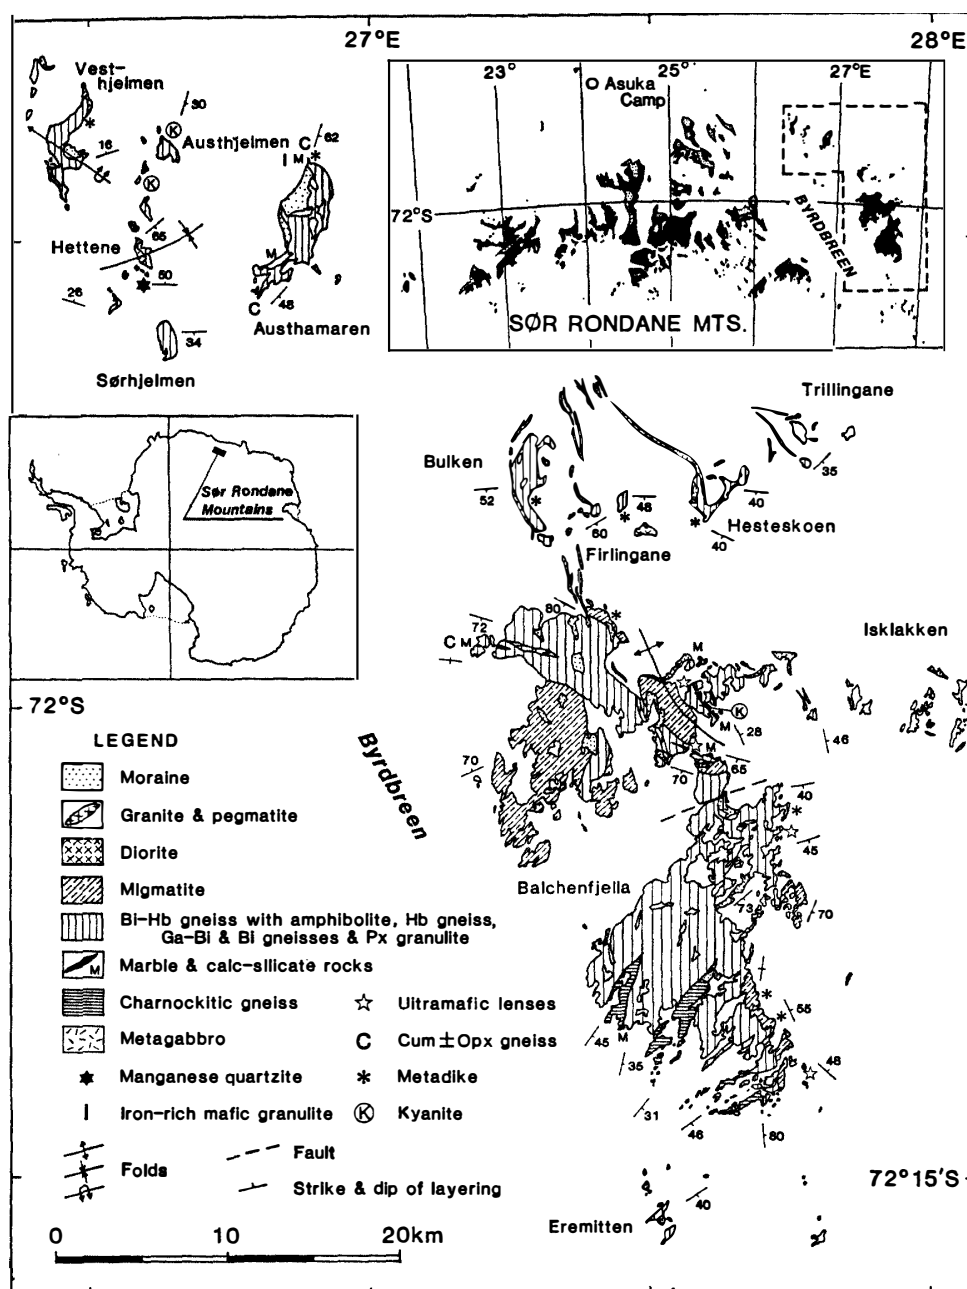 27°E
28°E
Vest-
hjelmen
30
K
Austhjelmen
16
K
C
62
I M
*
65
Hettene
50
26
M
C
48
Austhamaren
34
Sørhjelmen
23°
25°
27°E
Asuka
Camp
72°S
BYRDBREEN
SØR RONDANE MTS.
Sør Rondane
Mountains
Trillingane
35
Bulken
52
48
40
60
Hesteskoen
40
Firlingane
80
72
C M
Isklakken
M
K
M
28
46
M
72°S
70
70
65
40
Byrdbreen
45
Balchenfjella
73
70
55
45
M
35
48
31
46
80
72°15'S
40
Eremitten
LEGEND
Moraine
Granite & pegmatite
Diorite
Migmatite
Bi-Hb gneiss with amphibolite, Hb gneiss,
Ga-Bi & Bi gneisses & Px granulite
M
Marble & calc-silicate rocks
Charnockitic gneiss
Ultramafic lenses
Metagabbro
C Cum±Opx gneiss
Manganese quartzite
* Metadike
I Iron-rich mafic granulite
K Kyanite
Folds
Fault
Strike & dip of layering
0 10 20km